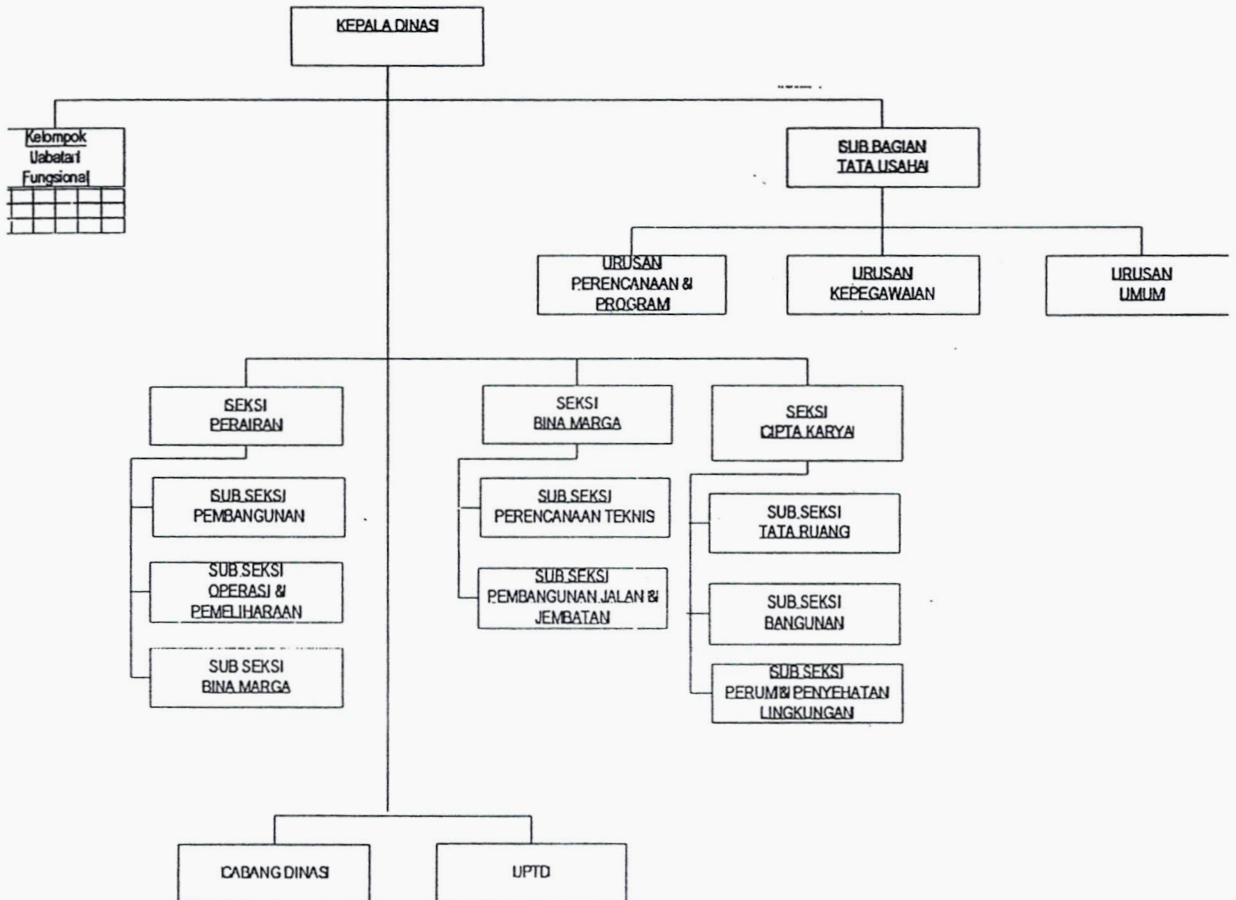 KEPALA DINAS
Kelompok
Jabatan
Fungsional
SUB BAGIAN
TATA USAHA
URUSAN
PERENCANAAN &
PROGRAM
URUSAN
KEPEGAWAIAN
URUSAN
UMUM
SEKSI
PERAIRAN
SUB SEKSI
PEMBANGUNAN
SUB SEKSI
OPERASI &
PEMELIHARAAN
SUB SEKSI
BINA MARGA
SEKSI
BINA MARGA
SUB SEKSI
PERENCANAAN TEKNIS
SUB SEKSI
PEMBANGUNAN JALAN &
JEMBATAN
SEKSI
CIPTA KARYA
SUB SEKSI
TATA RUANG
SUB SEKSI
BANGUNAN
SUB SEKSI
PERUM & PENYEHATAN
LINGKUNGAN
CABANG DINAS
UPTD